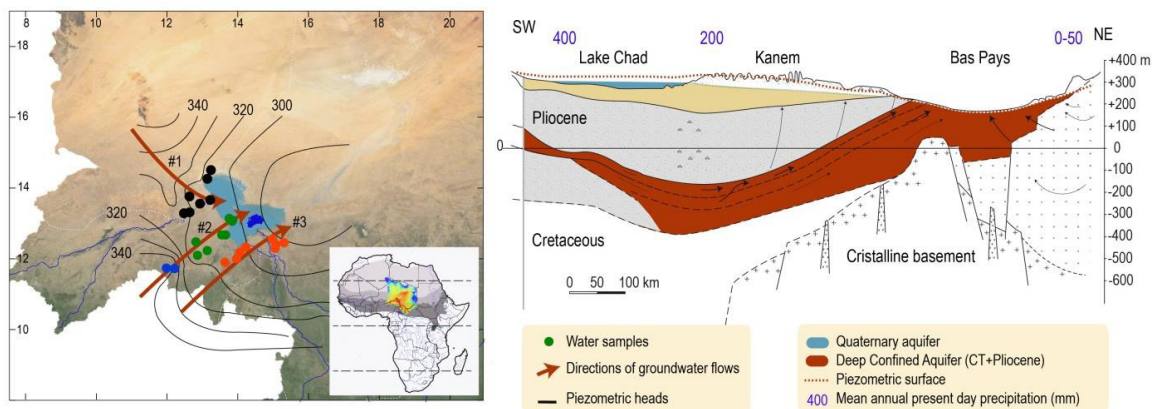 8 10 12 14 16 18 20
18
16
14
12
10
340
320
300
#1
320
#2
#3
340
Water samples
Directions of groundwater flows
Piezometric heads
SW
NE
400
200
0-50
Lake Chad
Kanem
Bas Pays
Pliocene
Cretaceous
Cristalline basement
0
0 50 100 km
+400 m
+300
+200
+100
0
-100
-200
-300
-400
-500
-600
Quaternary aquifer
Deep Confined Aquifer (CT+Pliocene)
Piezometric surface
400 Mean annual present day precipitation (mm)